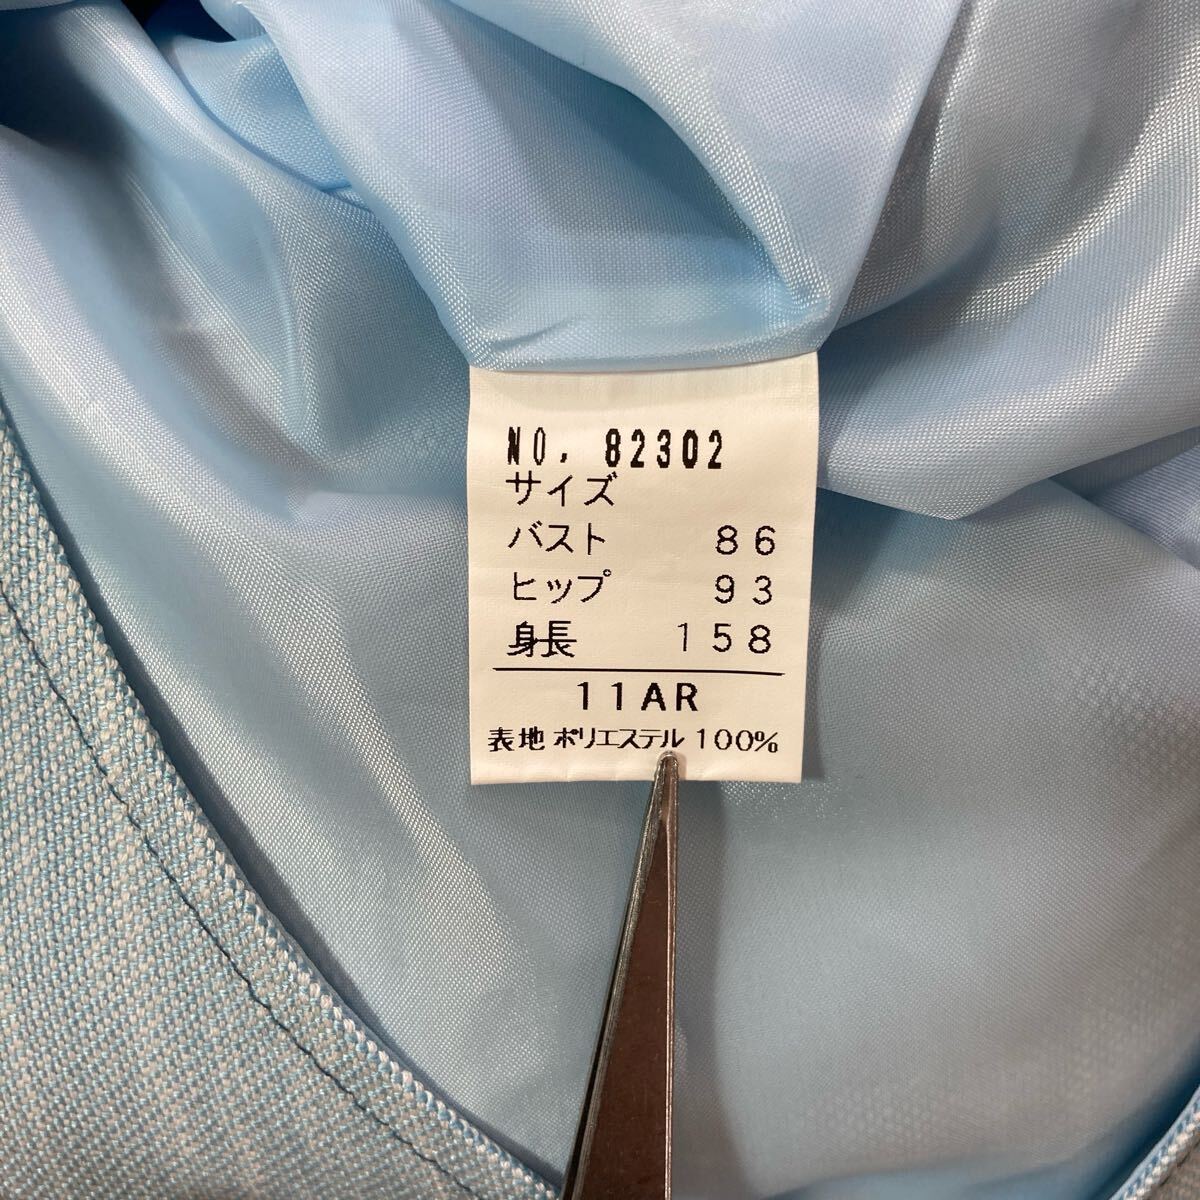 NO. 82302
サイズ
バスト 86
ヒップ 93
身長 158
11AR
表地 ポリエステル 100%